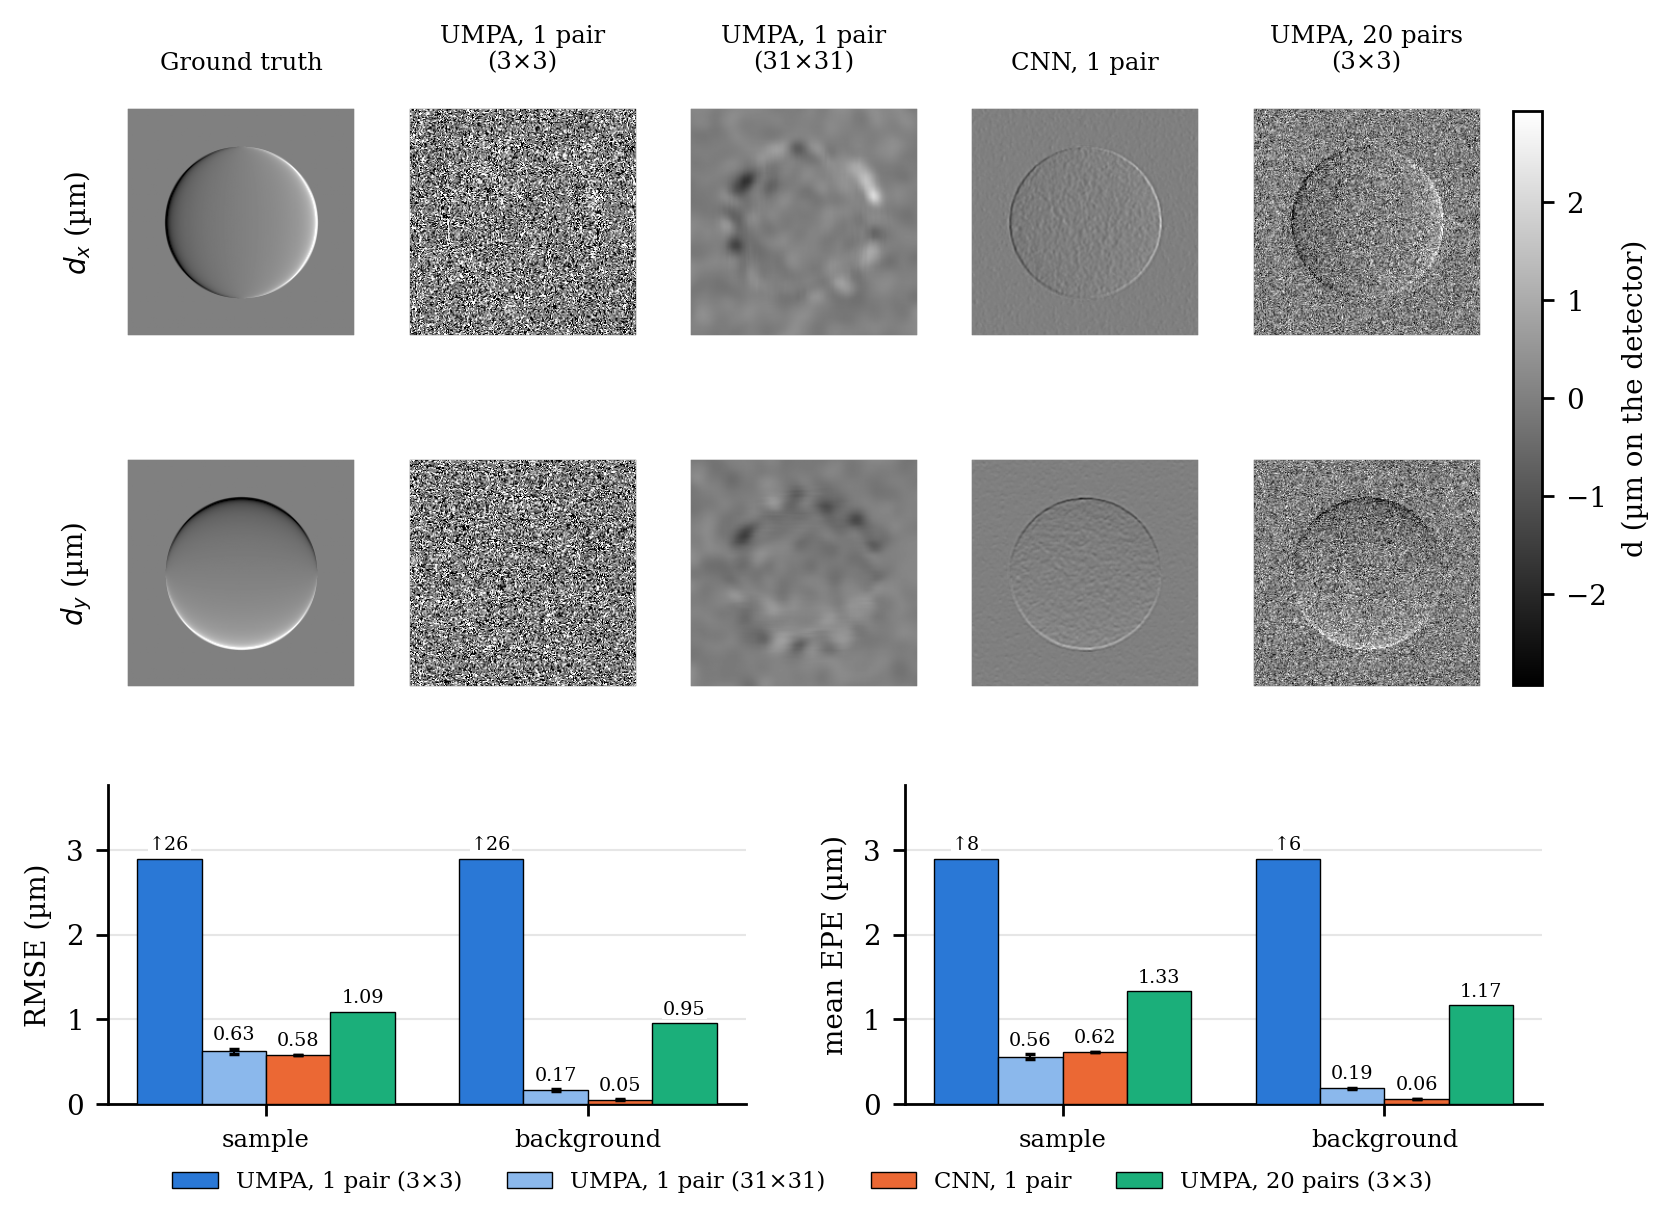 UMPA, 1 pair
(3×3)
UMPA, 1 pair
(31×31)
UMPA, 20 pairs
(3×3)
Ground truth
CNN, 1 pair
dx (μm)
dy (μm)
2
1
0
−1
−2
d (μm on the detector)
RMSE (μm)
3
2
1
0
↑26
0.63
0.58
1.09
↑26
0.17
0.05
0.95
sample
background
mean EPE (μm)
3
2
1
0
↑8
0.56
0.62
1.33
↑6
0.19
0.06
1.17
sample
background
UMPA, 1 pair (3×3)
UMPA, 1 pair (31×31)
CNN, 1 pair
UMPA, 20 pairs (3×3)